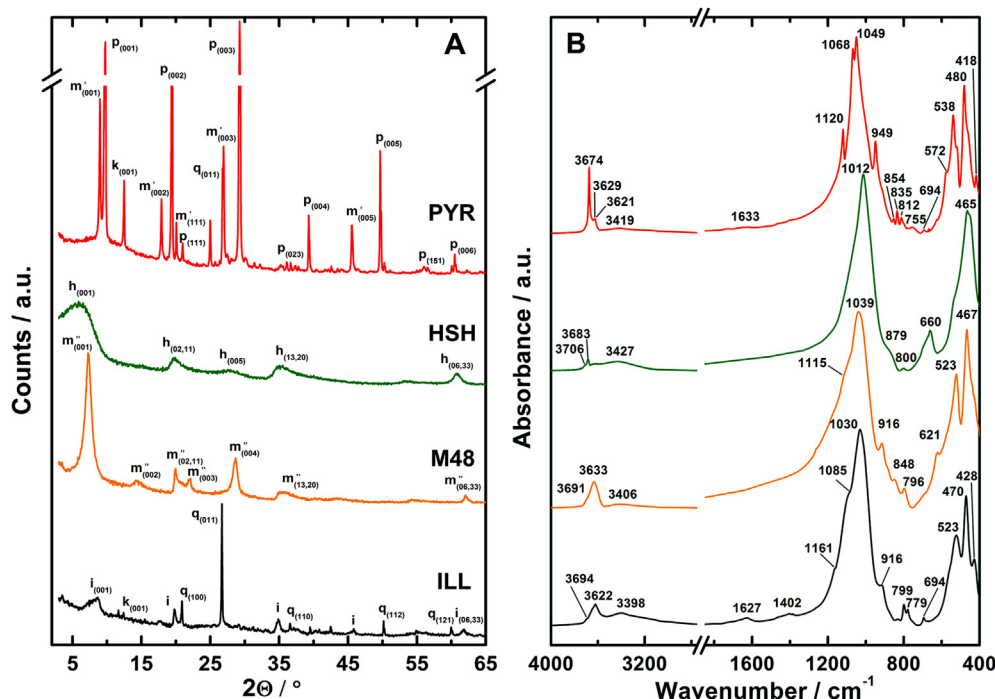 A
p(001)
p(003)
p(002)
m'(001)
m'(003)
q(011)
k(001)
m'(002)
m'(111)
p(111)
p(004)
p(005)
m'(005)
p(023)
p(151)
p(006)
PYR
h(001)
h(02,11)
h(005)
h(13,20)
h(06,33)
HSH
m''(001)
m''(002)
m''(02,11)
m''(003)
m''(004)
m''(13,20)
m''(06,33)
M48
q(011)
i(001)
k(001)
i
q(100)
i
q(110)
i
q(112)
q(121)
i(06,33)
ILL
Counts / a.u.
5 15 25 35 45 55 65
2Θ / °
B
1068 1049
418
480
1120
538
949
572
3674
3629
3621
3419
1633
854
835
812
755
694
1012
465
3683
3706
3427
879
800
660
1039
467
1115
523
916
621
3633
3691
3406
848
796
1030
428
1085
470
1161
916
523
3694
3622
3398
1627
1402
799
779
694
Absorbance / a.u.
4000 3200 1600 1200 800 400
Wavenumber / cm-1